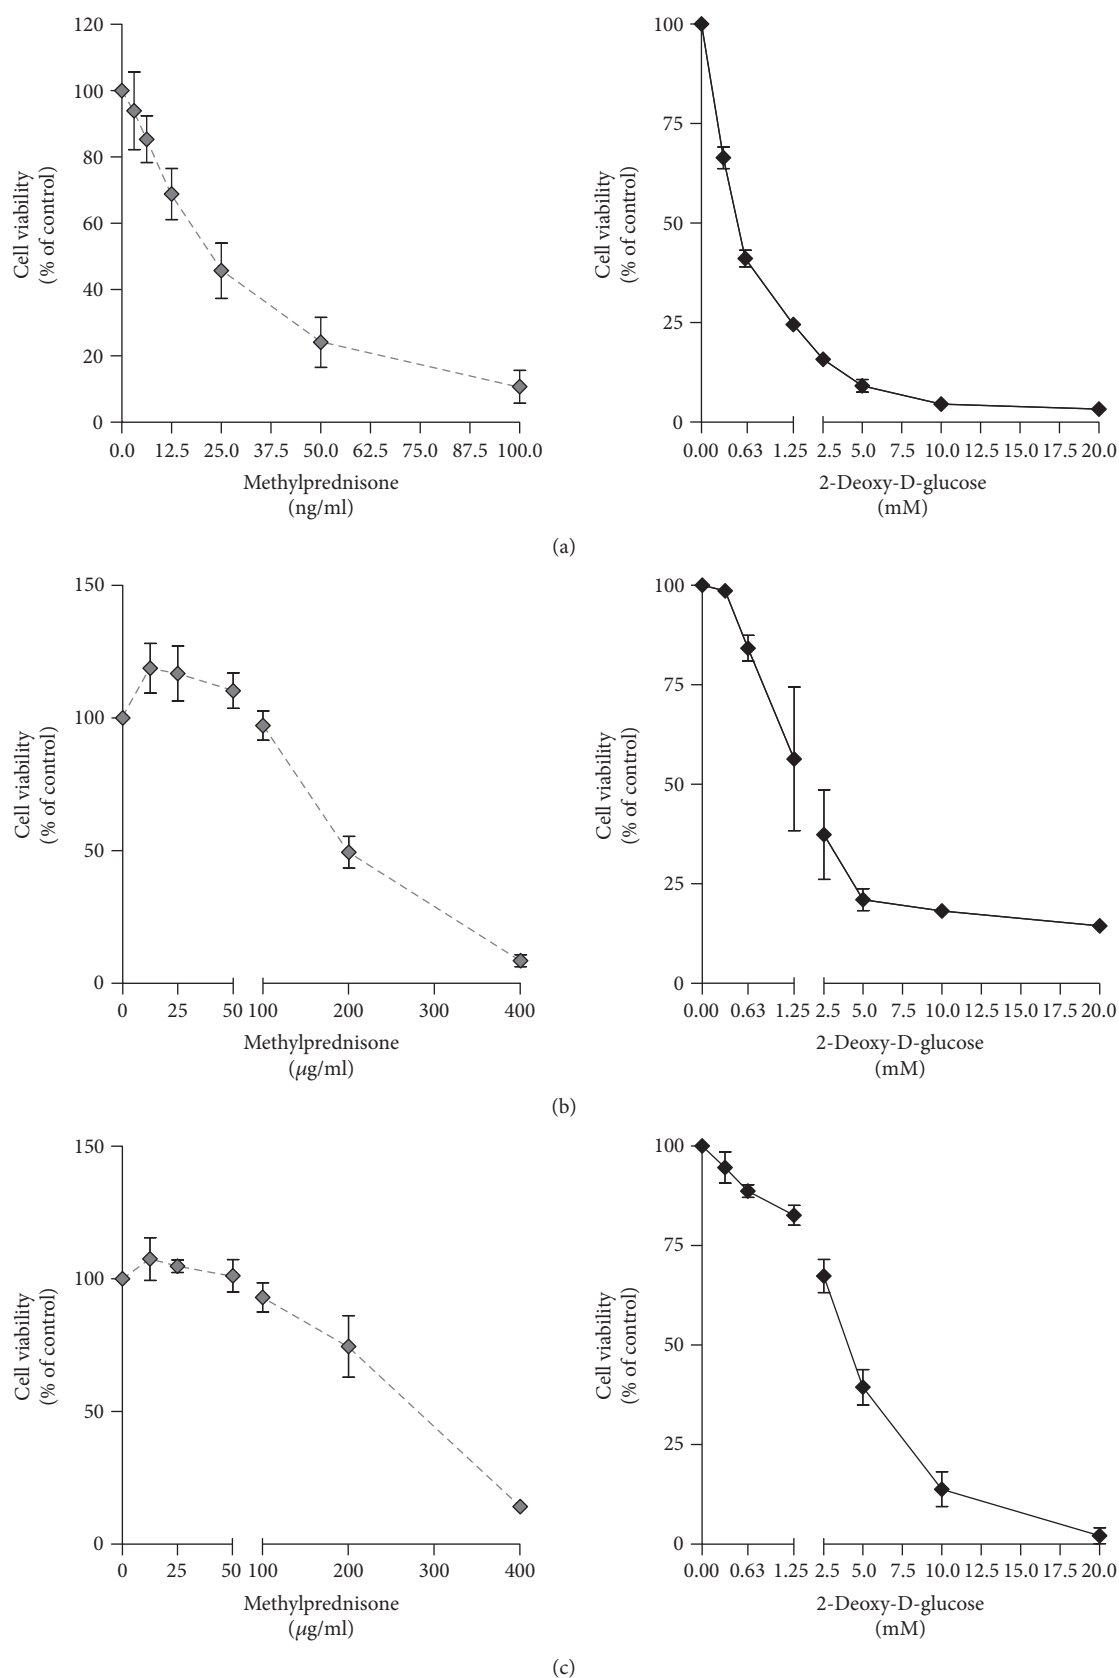 120
100
80
60
40
20
0
Cell viability
(% of control)
0.0 12.5 25.0 37.5 50.0 62.5 75.0 87.5 100.0
Methylprednisone
(ng/ml)
100
75
50
25
0
Cell viability
(% of control)
0.00 0.63 1.25 2.5 5.0 7.5 10.0 12.5 15.0 17.5 20.0
2-Deoxy-D-glucose
(mM)
(a)
150
100
50
0
Cell viability
(% of control)
0 25 50 100 200 300 400
Methylprednisone
(μg/ml)
100
75
50
25
0
Cell viability
(% of control)
0.00 0.63 1.25 2.5 5.0 7.5 10.0 12.5 15.0 17.5 20.0
2-Deoxy-D-glucose
(mM)
(b)
150
100
50
0
Cell viability
(% of control)
0 25 50 100 200 300 400
Methylprednisone
(μg/ml)
100
75
50
25
0
Cell viability
(% of control)
0.00 0.63 1.25 2.5 5.0 7.5 10.0 12.5 15.0 17.5 20.0
2-Deoxy-D-glucose
(mM)
(c)